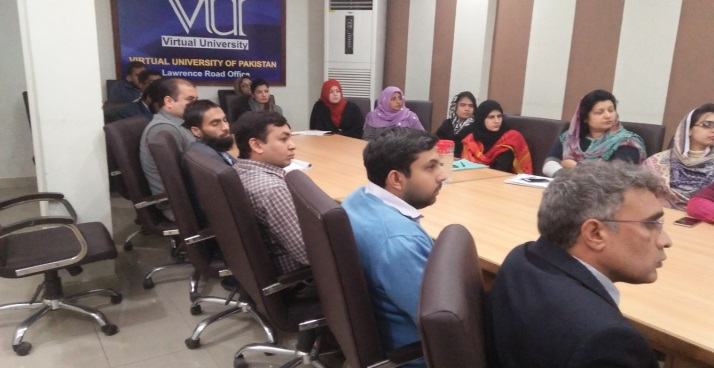 VU
Virtual University
VIRTUAL UNIVERSITY OF PAKISTAN
Lawrence Road Office